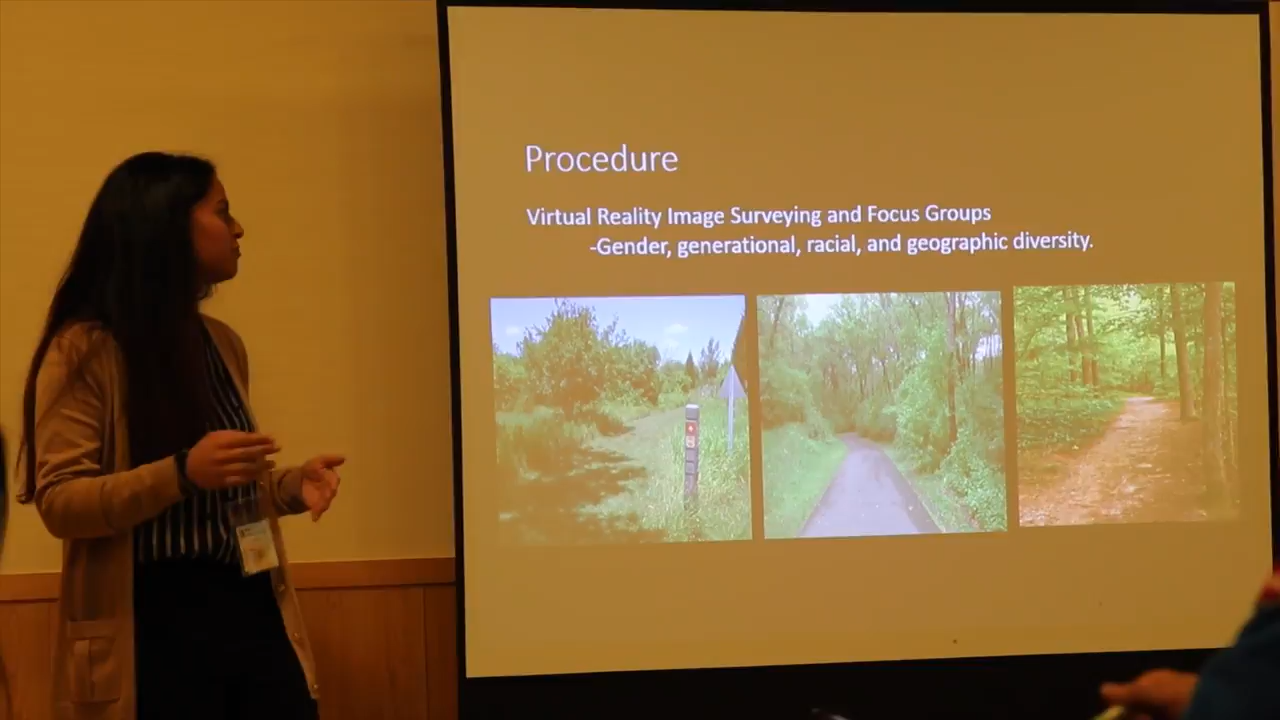 Procedure
Virtual Reality Image Surveying and Focus Groups
-Gender, generational, racial, and geographic diversity.